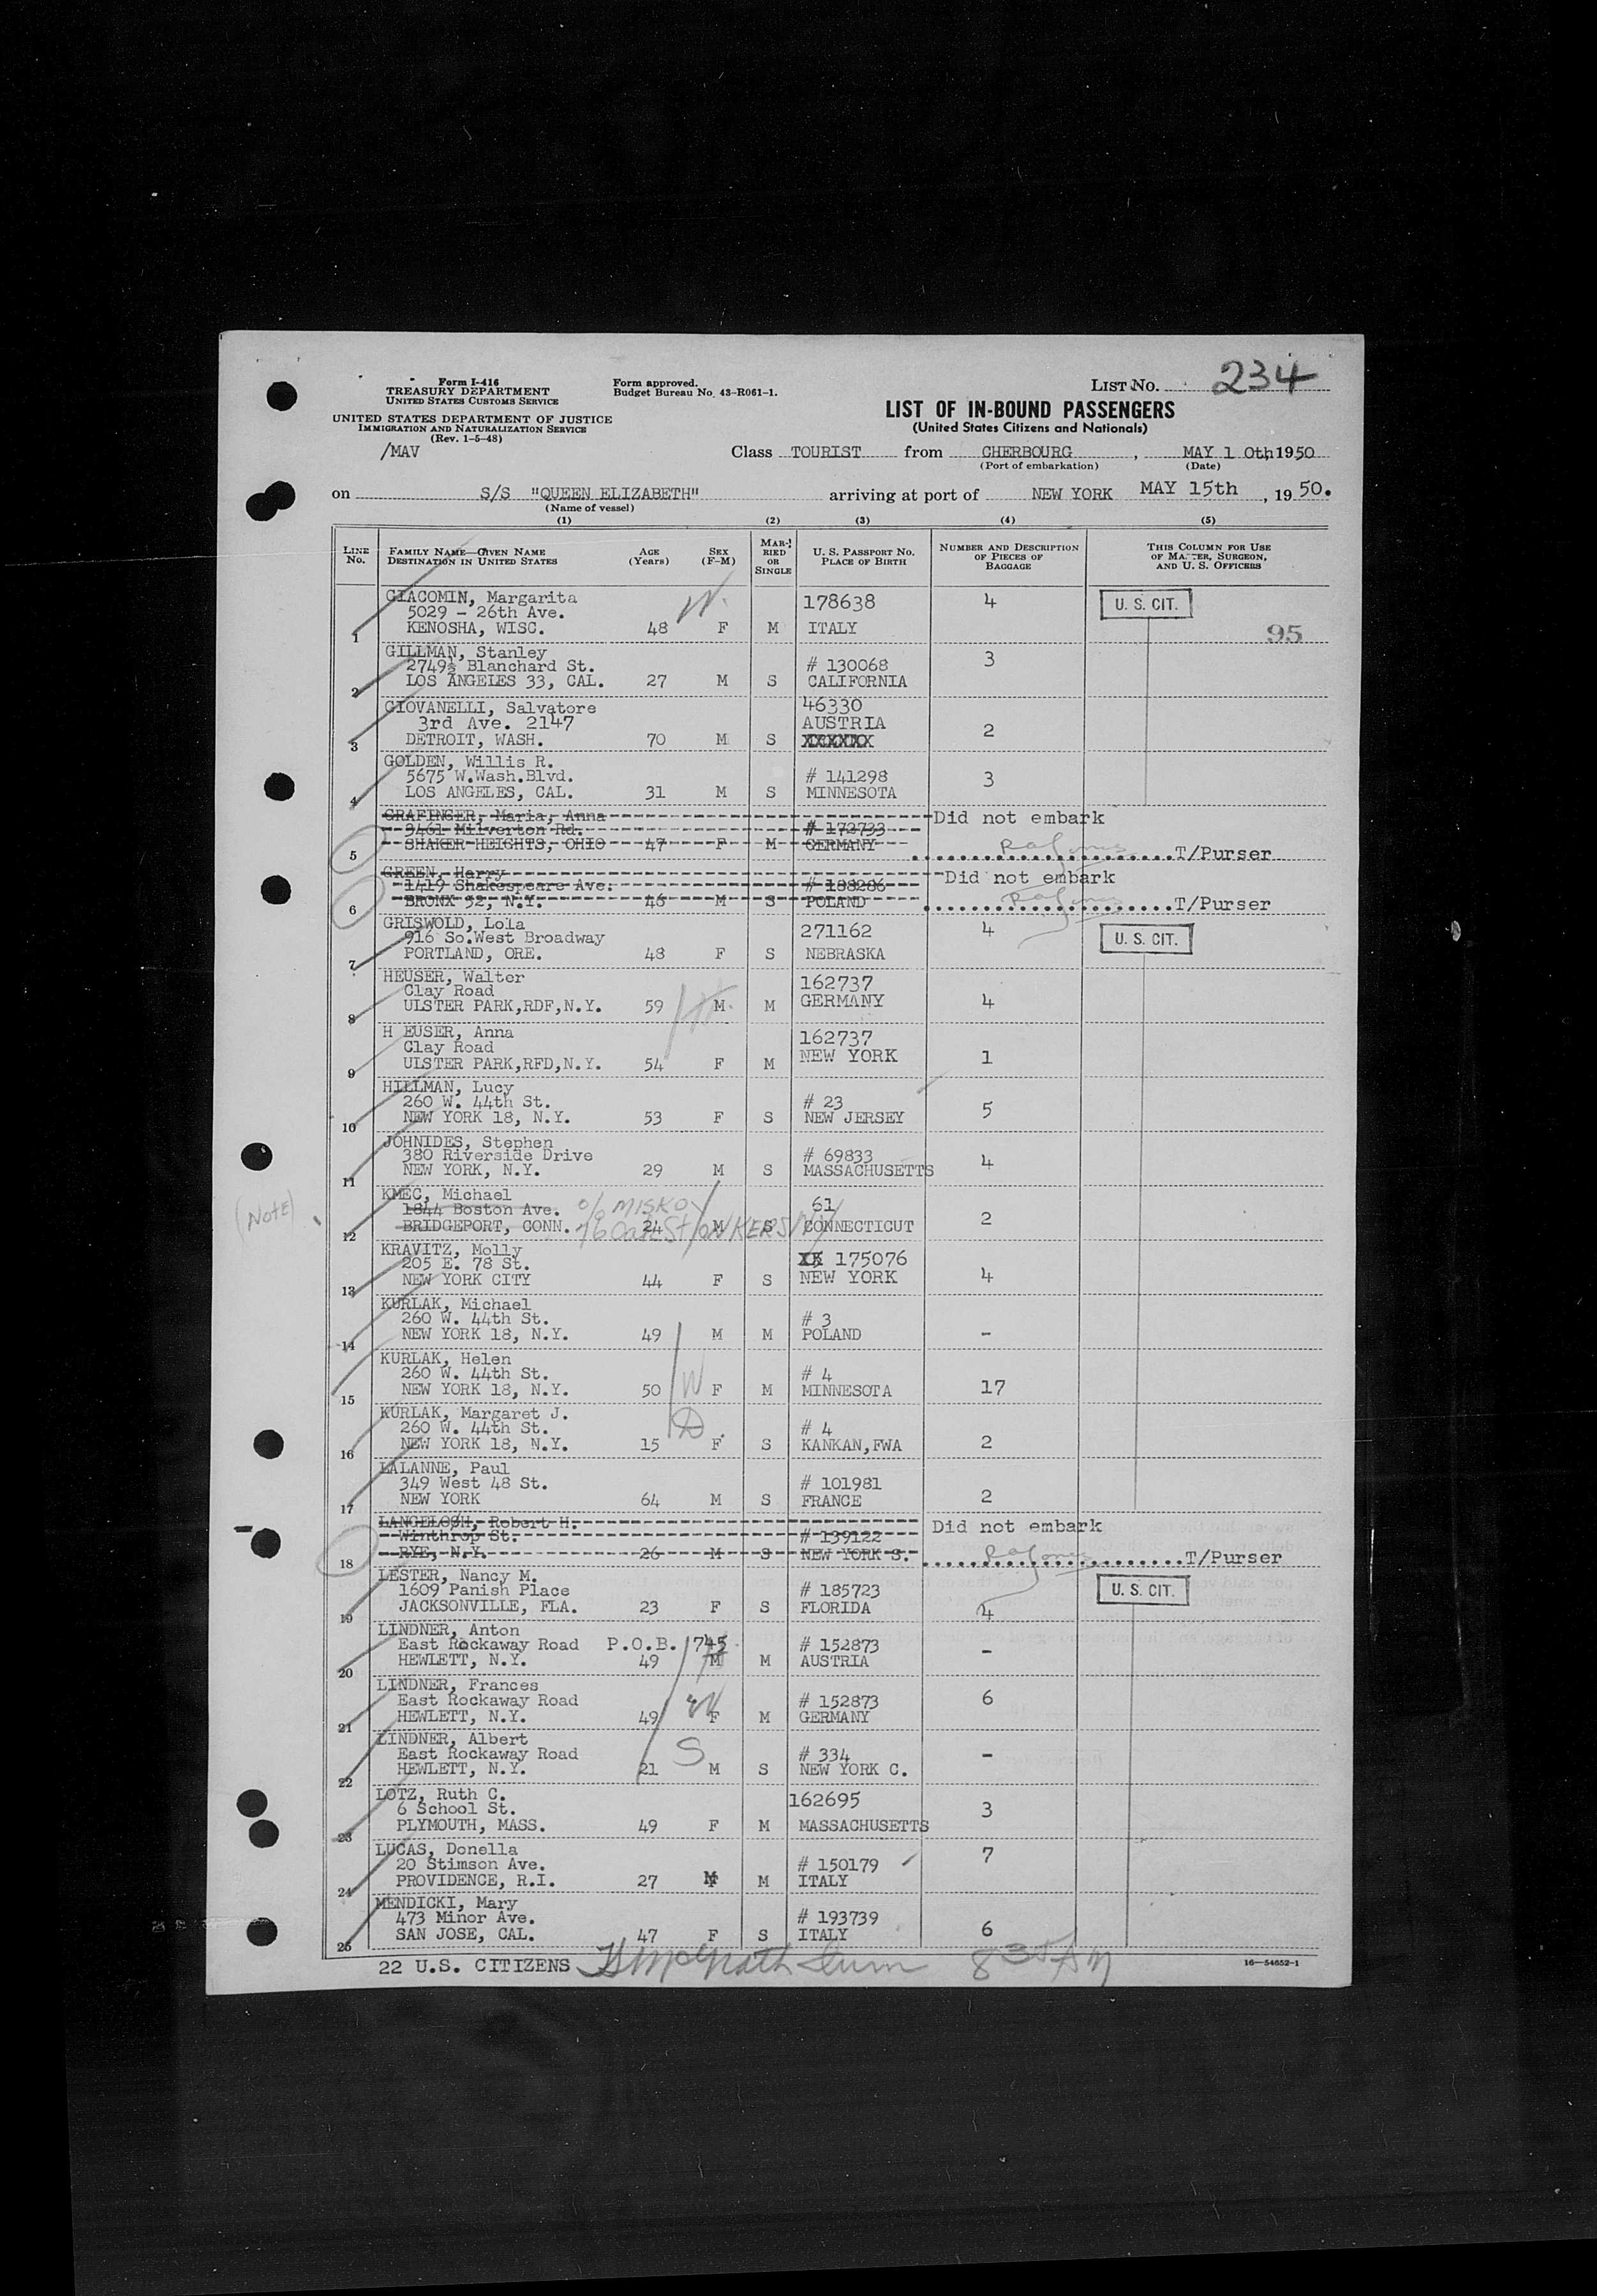 Form I-416
TREASURY DEPARTMENT
UNITED STATES CUSTOMS SERVICE
UNITED STATES DEPARTMENT OF JUSTICE
IMMIGRATION AND NATURALIZATION SERVICE
(Rev. 1-5-48)
/MAV
Form approved.
Budget Bureau No. 43-R061-1.
LIST NO. 234
LIST OF IN-BOUND PASSENGERS
(United States Citizens and Nationals)
Class TOURIST from CHERBOURG, MAY 1 0th, 1950
(Port of embarkation) (Date)
on S/S "QUEEN ELIZABETH" arriving at port of NEW YORK MAY 15th, 19 50.
(Name of vessel)
(1) (2) (3) (4) (5)
LINE No. FAMILY NAME—GIVEN NAME DESTINATION IN UNITED STATES AGE (Years) SEX (F-M) MARRIED OR SINGLE U. S. PASSPORT NO. PLACE OF BIRTH NUMBER AND DESCRIPTION OF PIECES OF BAGGAGE THIS COLUMN FOR USE OF MASTER, SURGEON, AND U. S. OFFICERS
GIACOMIN, Margarita 178638 4 U. S. CIT.
5029 - 26th Ave. W.
1 KENOSHA, WISC. 48 F M ITALY 95
GILLMAN, Stanley 3
2749½ Blanchard St. # 130068
2 LOS ANGELES 33, CAL. 27 M S CALIFORNIA
GIOVANELLI, Salvatore 46330
3rd Ave. 2147 AUSTRIA 2
3 DETROIT, WASH. 70 M S XXXXXX
GOLDEN, Willis R.
5675 W.Wash.Blvd. # 141298 3
4 LOS ANGELES, CAL. 31 M S MINNESOTA
GRAFINGER, Maria, Anna Did not embark
3461 Milverton Rd. # 172733
5 SHAKER HEIGHTS, OHIO 47 F M GERMANY T/Purser
GREEN, Harry Did not embark
1419 Shakespeare Ave. # 188286
6 BRONX 52, N.Y. 46 M S POLAND T/Purser
GRISWOLD, Lola 271162 4 U. S. CIT.
916 So.West Broadway
7 PORTLAND, ORE. 48 F S NEBRASKA
HEUSER, Walter 162737
Clay Road GERMANY 4
8 ULSTER PARK,RDF,N.Y. 59 M M
H EUSER, Anna 162737
Clay Road NEW YORK 1
9 ULSTER PARK,RFD,N.Y. 54 F M
HILLMAN, Lucy
260 W. 44th St. # 23 5
10 NEW YORK 18, N.Y. 53 F S NEW JERSEY
JOHNIDES, Stephen
380 Riverside Drive # 69833 4
11 NEW YORK, N.Y. 29 M S MASSACHUSETTS
(NOTE) KMEC, Michael 61
1844 Boston Ave. c/o MISKO 2
12 BRIDGEPORT, CONN. 24 M S CONNECTICUT
KRAVITZ, Molly XX 175076
205 E. 78 St.
13 NEW YORK CITY 44 F S NEW YORK 4
KURLAK, Michael
260 W. 44th St. # 3
14 NEW YORK 18, N.Y. 49 M M POLAND -
KURLAK, Helen
260 W. 44th St. # 4
15 NEW YORK 18, N.Y. 50 W F M MINNESOTA 17
KURLAK, Margaret J.
260 W. 44th St. D. # 4
16 NEW YORK 18, N.Y. 15 F S KANKAN,FWA 2
LALANNE, Paul
349 West 48 St. # 101981
17 NEW YORK 64 M S FRANCE 2
LANGELOGH, Robert H. Did not embark
Winthrop St. # 139122
18 RYE, N.Y. 26 M S NEW YORK S. T/Purser
LESTER, Nancy M. U. S. CIT.
1609 Panish Place # 185723
19 JACKSONVILLE, FLA. 23 F S FLORIDA 4
LINDNER, Anton
East Rockaway Road P.O.B. 745 # 152873
20 HEWLETT, N.Y. 49 M M AUSTRIA -
LINDNER, Frances
East Rockaway Road W # 152873 6
21 HEWLETT, N.Y. 49 F M GERMANY
LINDNER, Albert
East Rockaway Road S # 334 -
22 HEWLETT, N.Y. 21 M S NEW YORK C.
LOTZ, Ruth C. 162695
6 School St. 3
23 PLYMOUTH, MASS. 49 F M MASSACHUSETTS
LUCAS, Donella 7
20 Stimson Ave. # 150179
24 PROVIDENCE, R.I. 27 F M ITALY
MENDICKI, Mary
473 Minor Ave. # 193739
25 SAN JOSE, CAL. 47 F S ITALY 6
22 U.S. CITIZENS 8 35 AM 16—54652-1